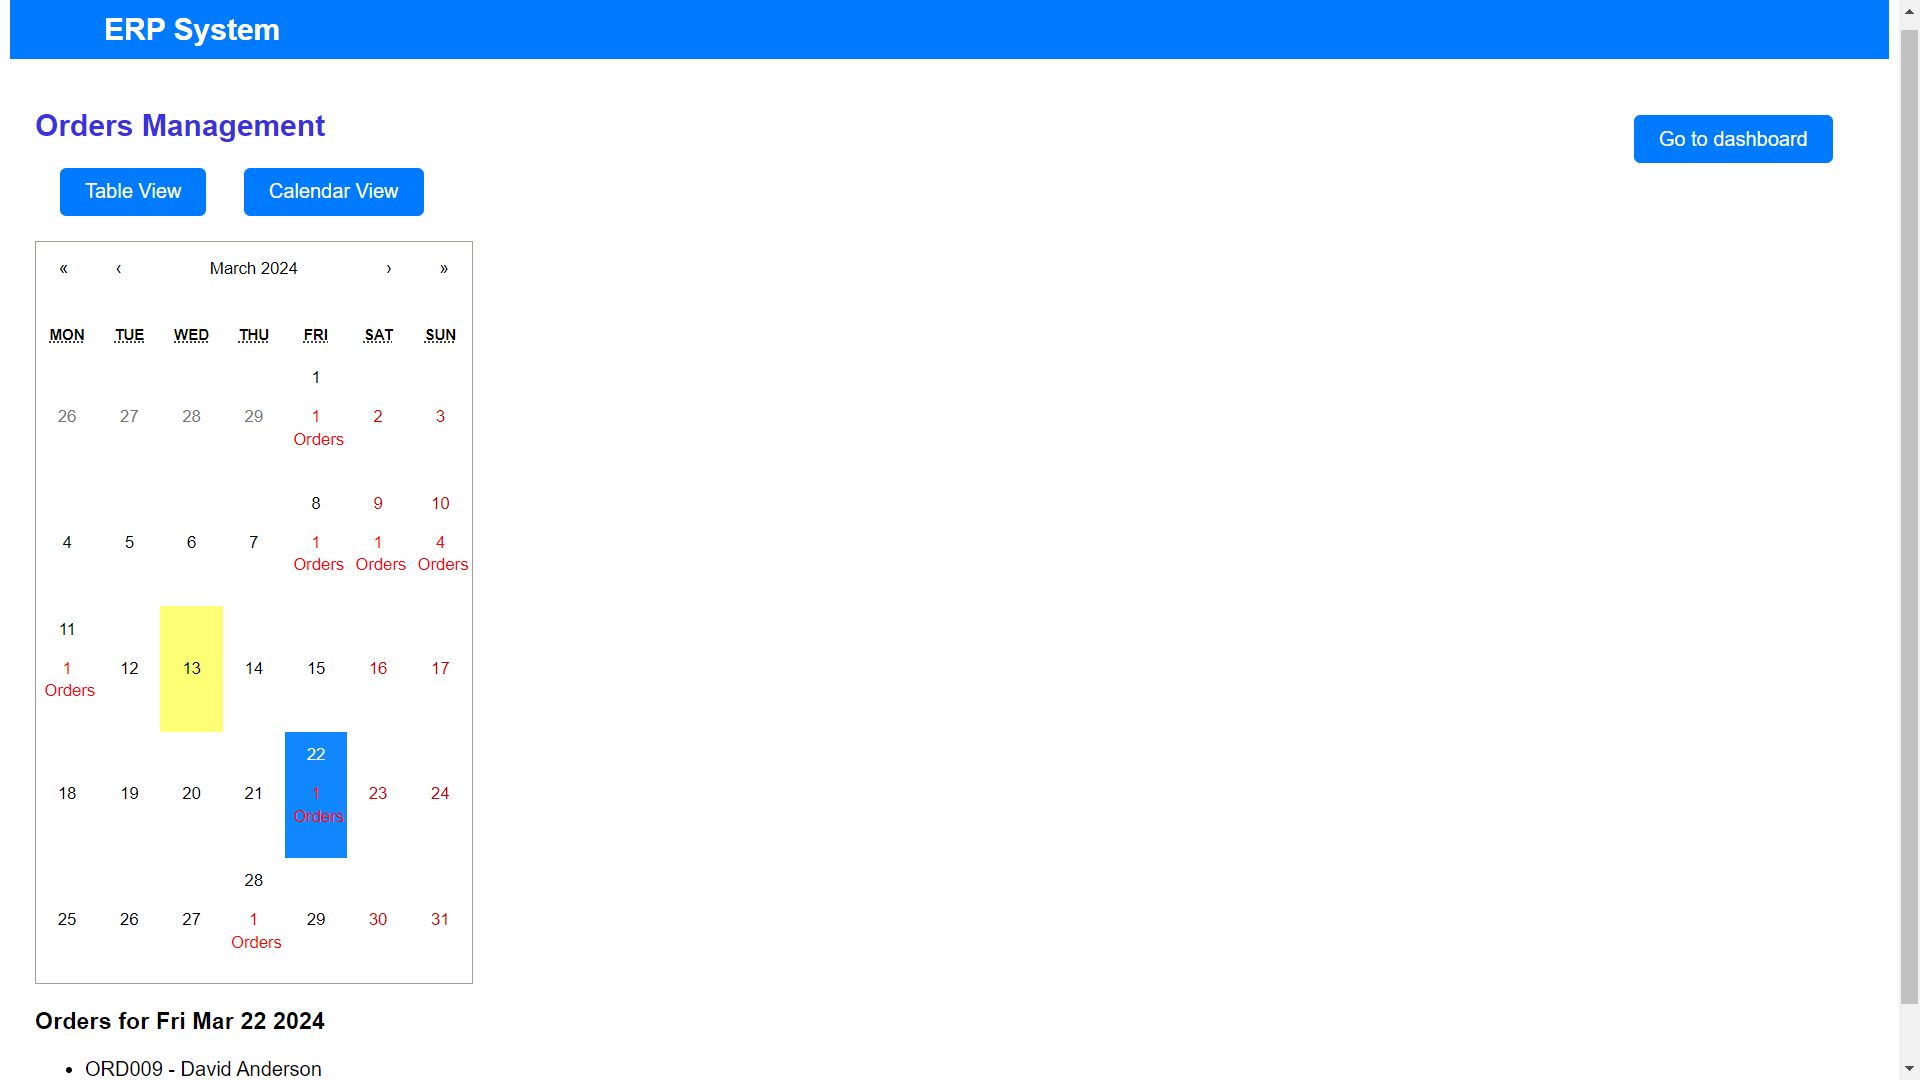 ERP System
Orders Management
Go to dashboard
Table View
Calendar View
« ‹ March 2024 › »
MON TUE WED THU FRI SAT SUN
1
26 27 28 29 1 2 3
Orders
8 9 10
4 5 6 7 1 1 4
Orders Orders Orders
11
1 12 13 14 15 16 17
Orders
22
18 19 20 21 1 23 24
Orders
28
25 26 27 1 29 30 31
Orders
Orders for Fri Mar 22 2024
• ORD009 - David Anderson